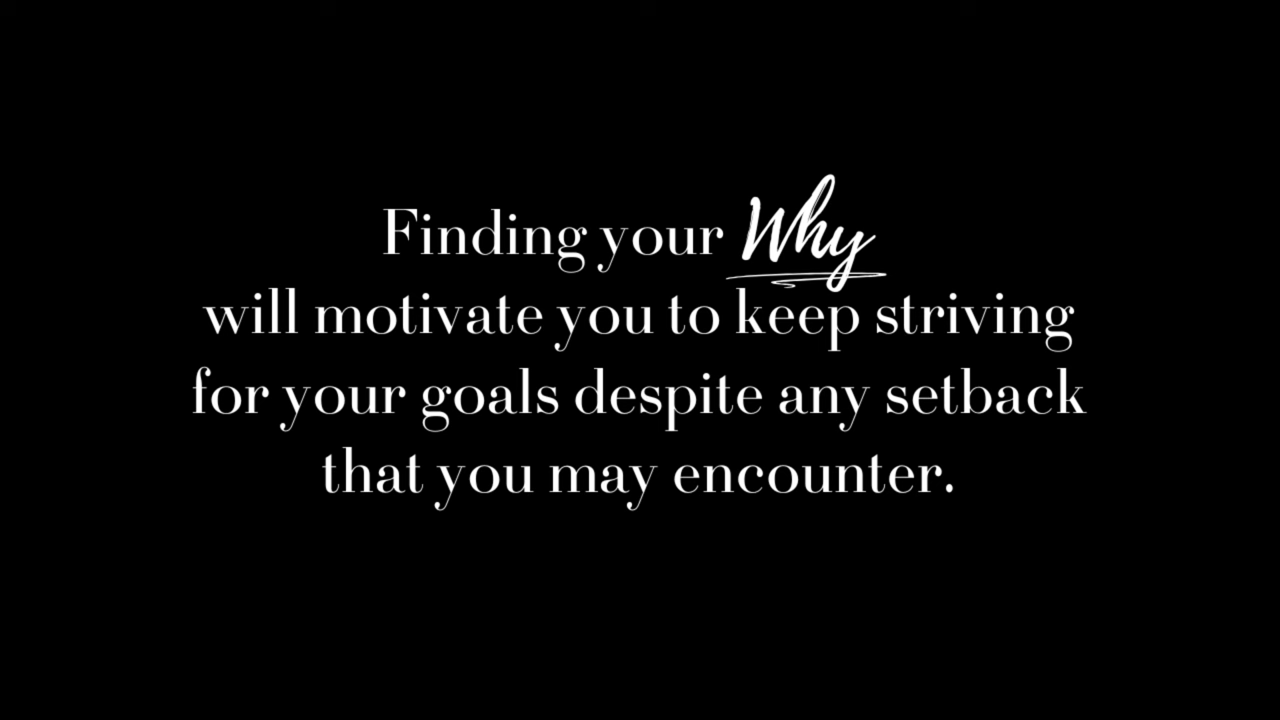 Finding your Why
will motivate you to keep striving
for your goals despite any setback
that you may encounter.